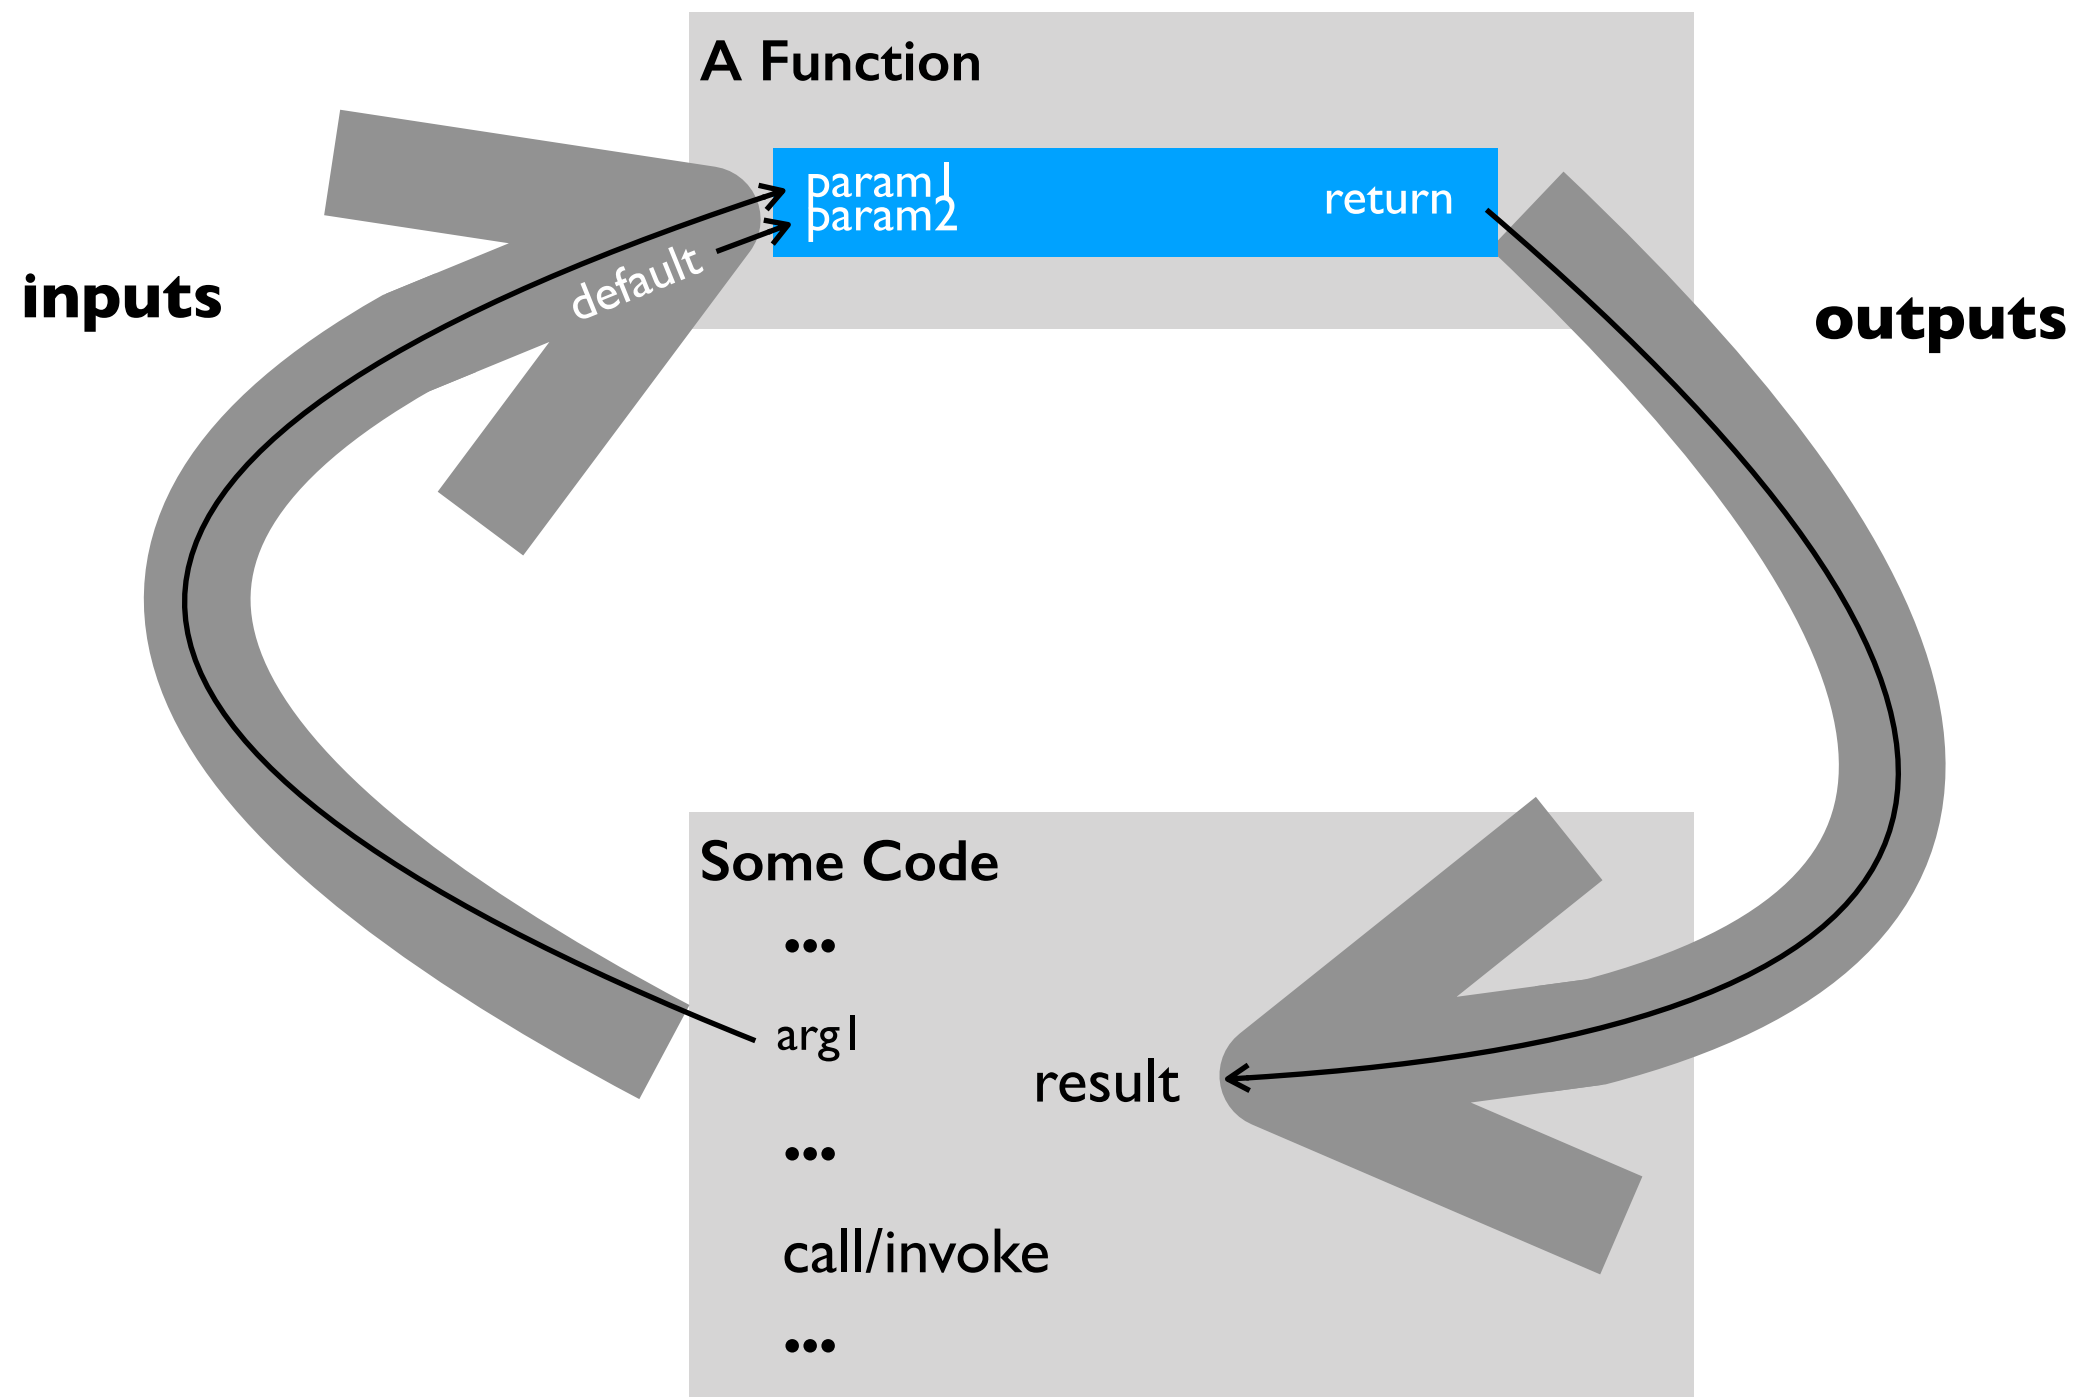 A Function
param1
param2
return
default
inputs
outputs
Some Code
...
arg1
result
...
call/invoke
...